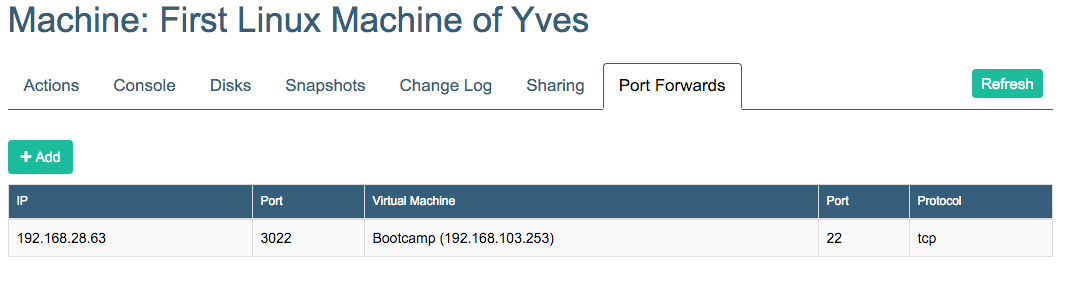 Machine: First Linux Machine of Yves
Actions Console Disks Snapshots Change Log Sharing Port Forwards Refresh
+ Add
IP Port Virtual Machine Port Protocol
192.168.28.63 3022 Bootcamp (192.168.103.253) 22 tcp